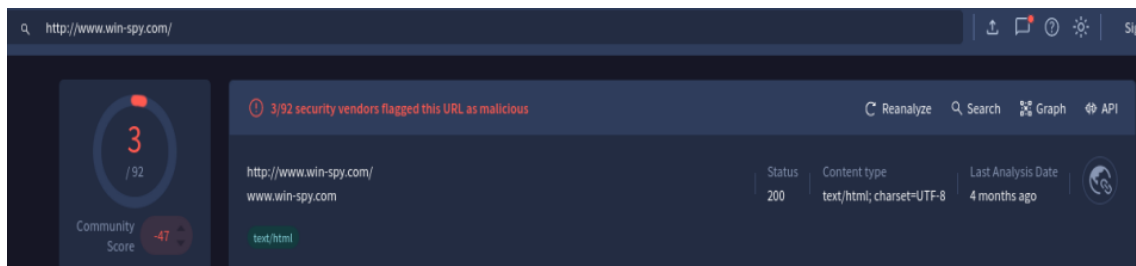 http://www.win-spy.com/
3
/ 92
Community
Score
-47
3/92 security vendors flagged this URL as malicious
Reanalyze Search Graph API
http://www.win-spy.com/
www.win-spy.com
text/html
Status
200
Content type
text/html; charset=UTF-8
Last Analysis Date
4 months ago